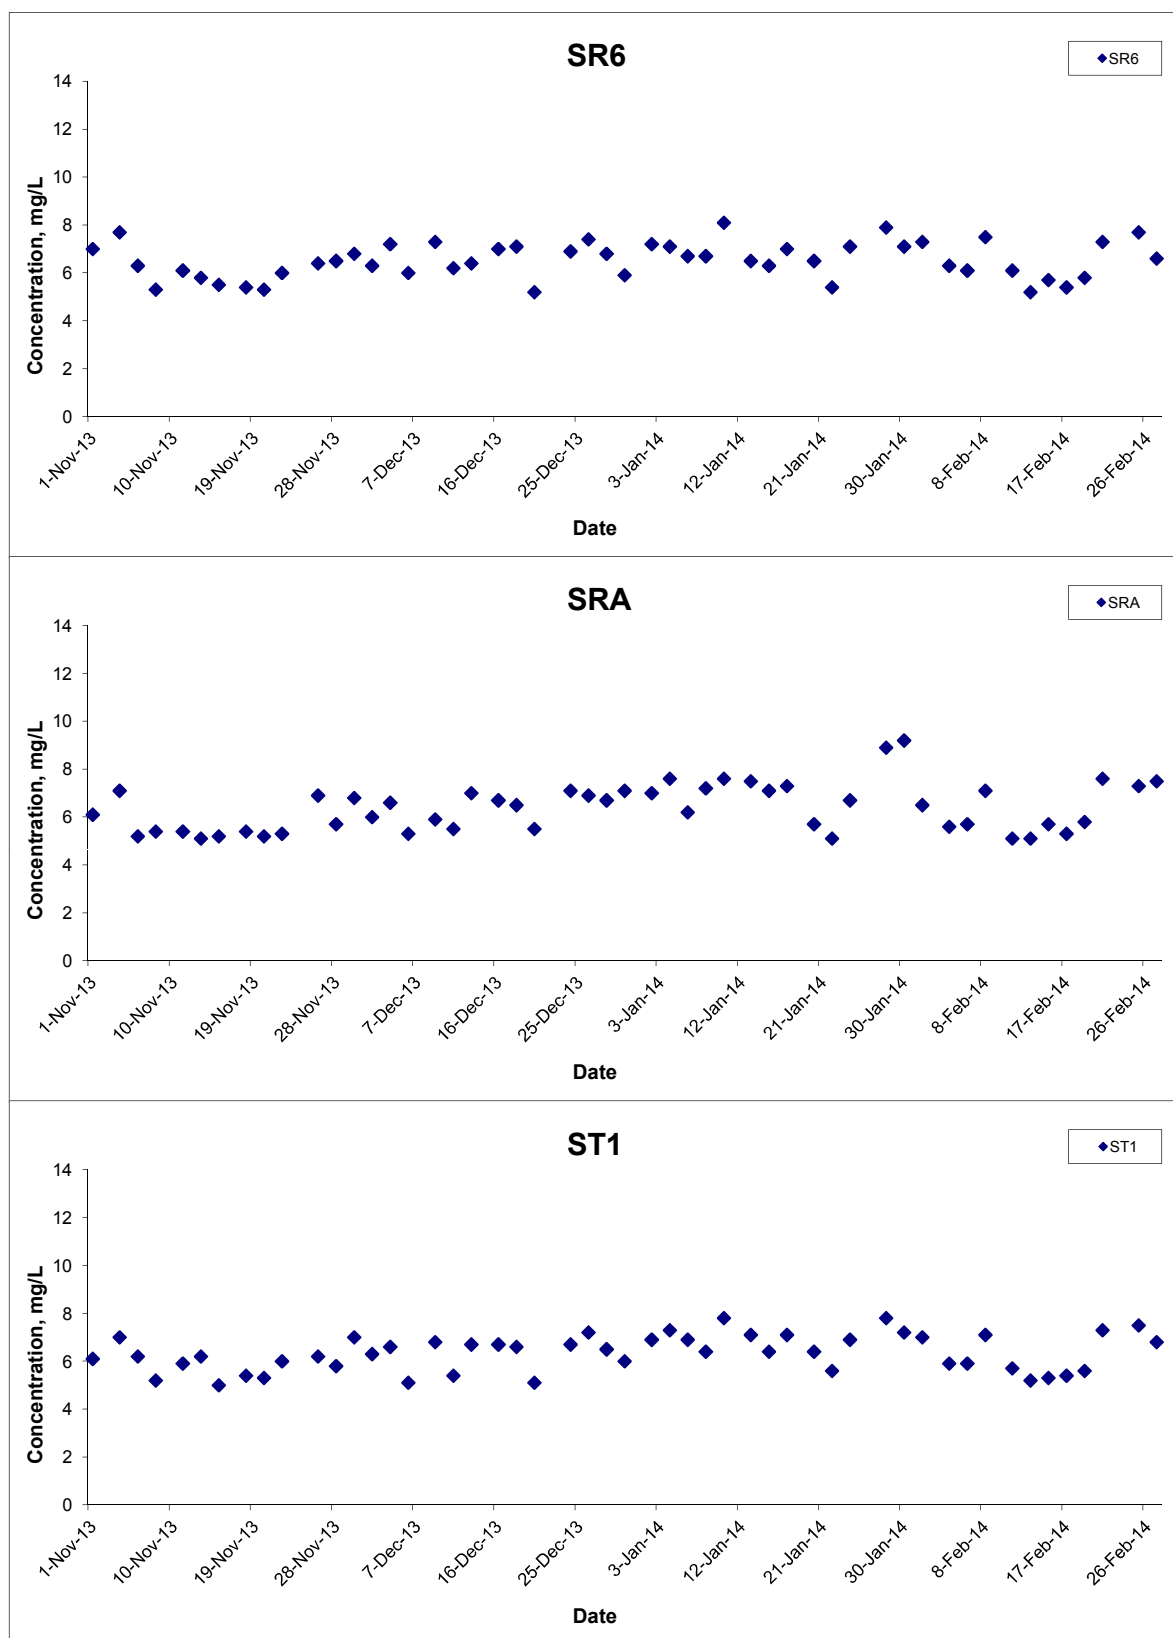 SR6
SR6
Concentration, mg/L
14
12
10
8
6
4
2
0
1-Nov-13
10-Nov-13
19-Nov-13
28-Nov-13
7-Dec-13
16-Dec-13
25-Dec-13
3-Jan-14
12-Jan-14
21-Jan-14
30-Jan-14
8-Feb-14
17-Feb-14
26-Feb-14
Date
SRA
SRA
Concentration, mg/L
14
12
10
8
6
4
2
0
1-Nov-13
10-Nov-13
19-Nov-13
28-Nov-13
7-Dec-13
16-Dec-13
25-Dec-13
3-Jan-14
12-Jan-14
21-Jan-14
30-Jan-14
8-Feb-14
17-Feb-14
26-Feb-14
Date
ST1
ST1
Concentration, mg/L
14
12
10
8
6
4
2
0
1-Nov-13
10-Nov-13
19-Nov-13
28-Nov-13
7-Dec-13
16-Dec-13
25-Dec-13
3-Jan-14
12-Jan-14
21-Jan-14
30-Jan-14
8-Feb-14
17-Feb-14
26-Feb-14
Date